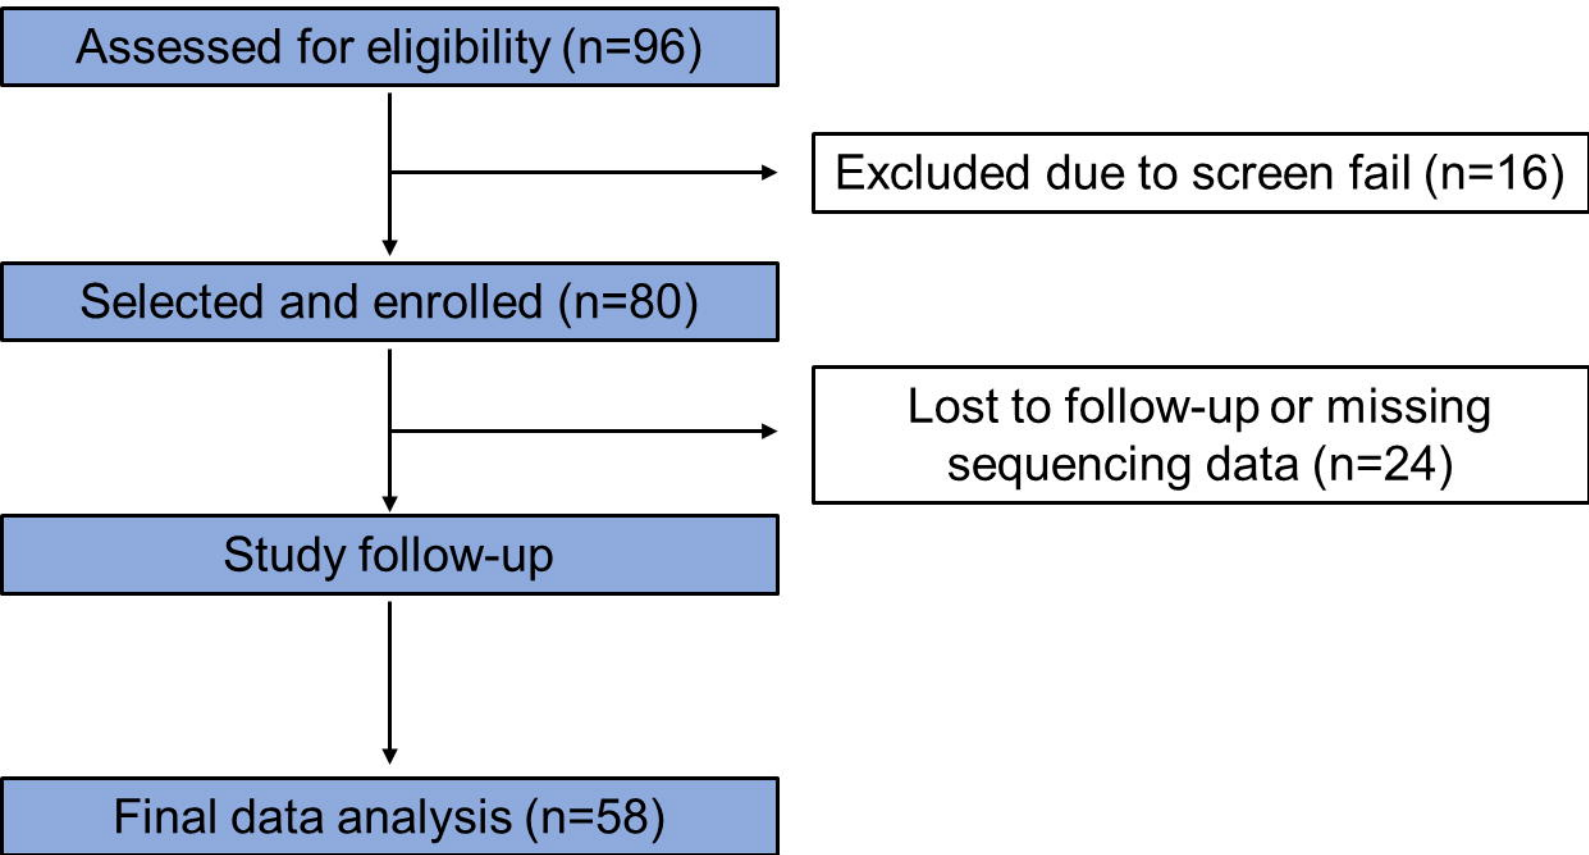 Assessed for eligibility (n=96)
Excluded due to screen fail (n=16)
Selected and enrolled (n=80)
Lost to follow-up or missing
sequencing data (n=24)
Study follow-up
Final data analysis (n=58)